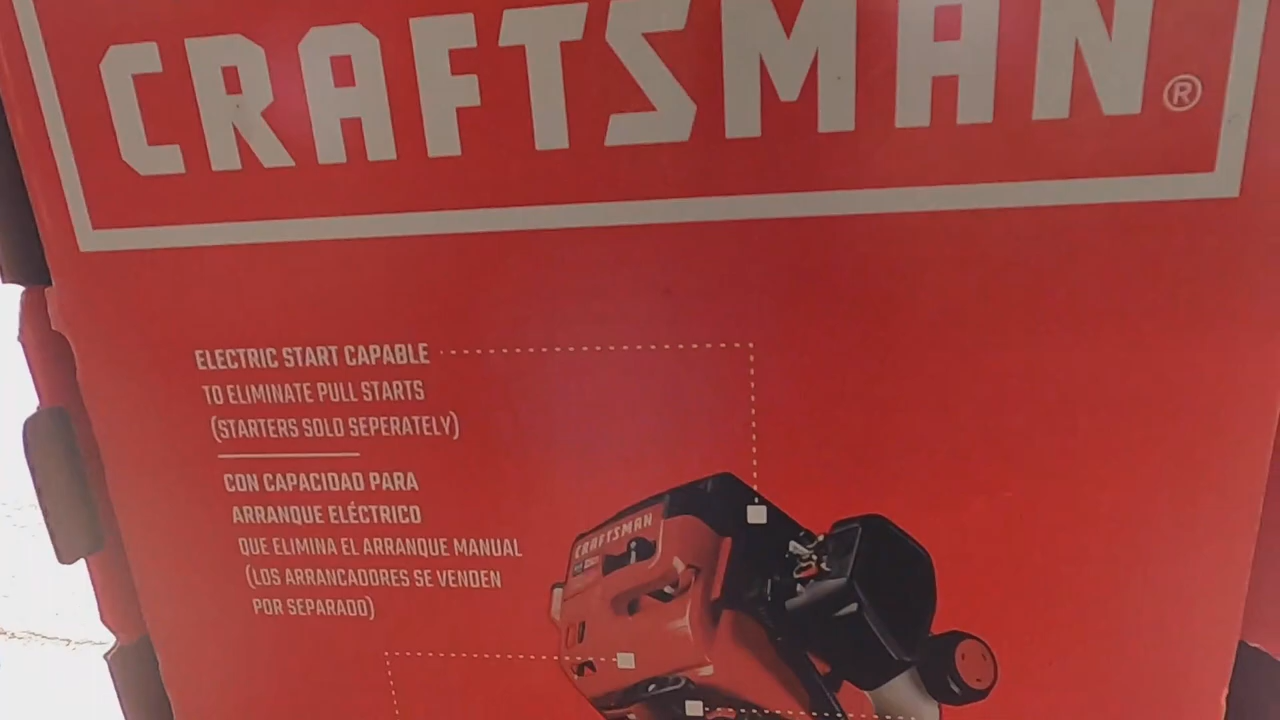 CRAFTSMAN®
ELECTRIC START CAPABLE
TO ELIMINATE PULL STARTS
(STARTERS SOLD SEPERATELY)
CON CAPACIDAD PARA
ARRANQUE ELÉCTRICO
QUE ELIMINA EL ARRANQUE MANUAL
(LOS ARRANCADORES SE VENDEN
POR SEPARADO)
CRAFTSMAN